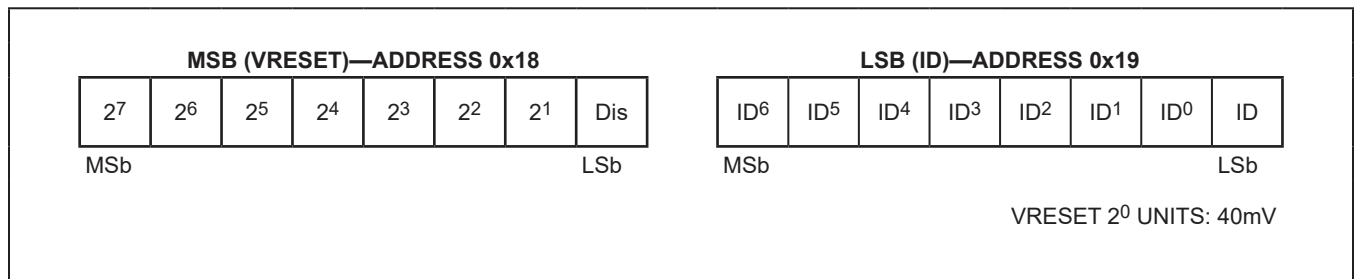 MSB (VRESET)—ADDRESS 0x18
2⁷ 2⁶ 2⁵ 2⁴ 2³ 2² 2¹ Dis
MSb LSb
LSB (ID)—ADDRESS 0x19
ID⁶ ID⁵ ID⁴ ID³ ID² ID¹ ID⁰ ID
MSb LSb
VRESET 2⁰ UNITS: 40mV